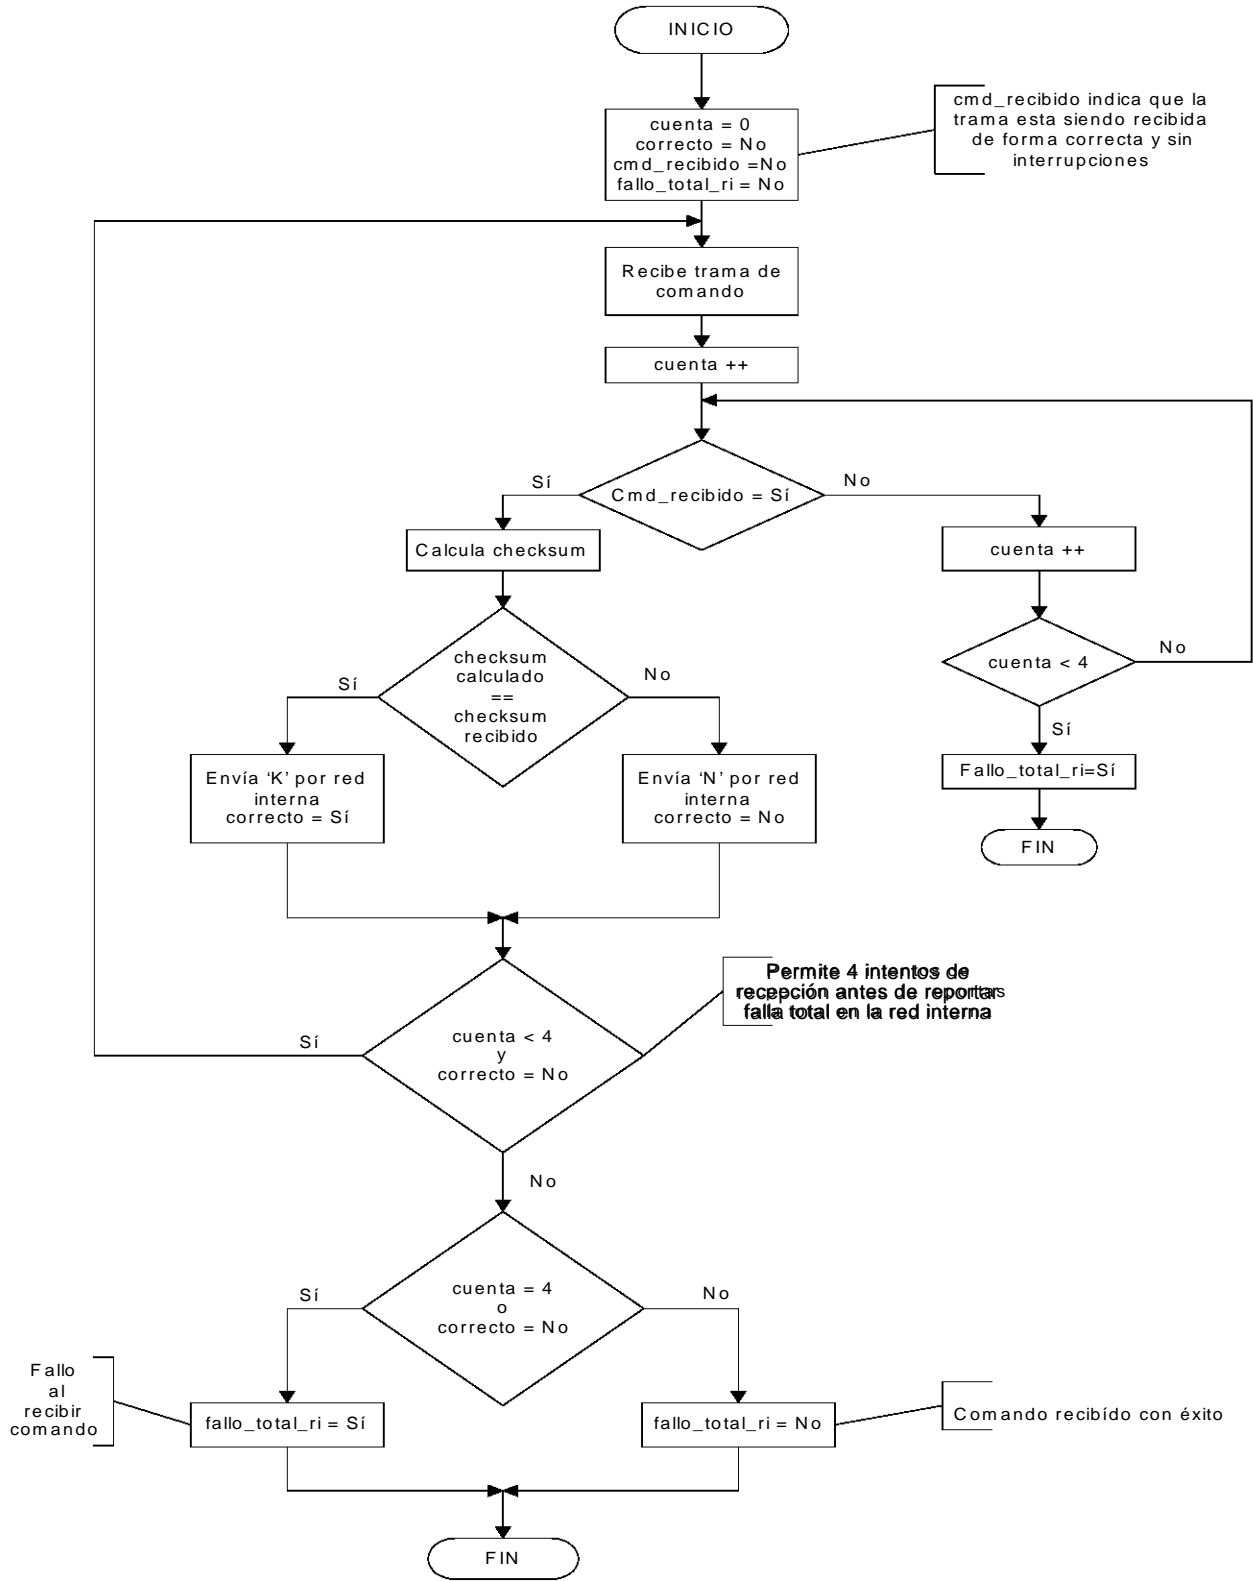 INICIO
cuenta = 0
correcto = No
cmd_recibido =No
fallo_total_ri = No
cmd_recibido indica que la
trama esta siendo recibida
de forma correcta y sin
interrupciones
Recibe trama de
comando
cuenta ++
Cmd_recibido = Sí
Sí
No
Calcula checksum
cuenta ++
checksum
calculado
==
checksum
recibido
Sí
No
cuenta < 4
No
Sí
Envía ‘K’ por red
interna
correcto = Sí
Envía ‘N’ por red
interna
correcto = No
Fallo_total_ri=Sí
FIN
Permite 4 intentos de
recepción antes de reportar
falla total en la red interna
cuenta < 4
y
correcto = No
Sí
No
cuenta = 4
o
correcto = No
Sí
No
Fallo
al
recibir
comando
fallo_total_ri = Sí
fallo_total_ri = No
Comando recibído con éxito
FIN